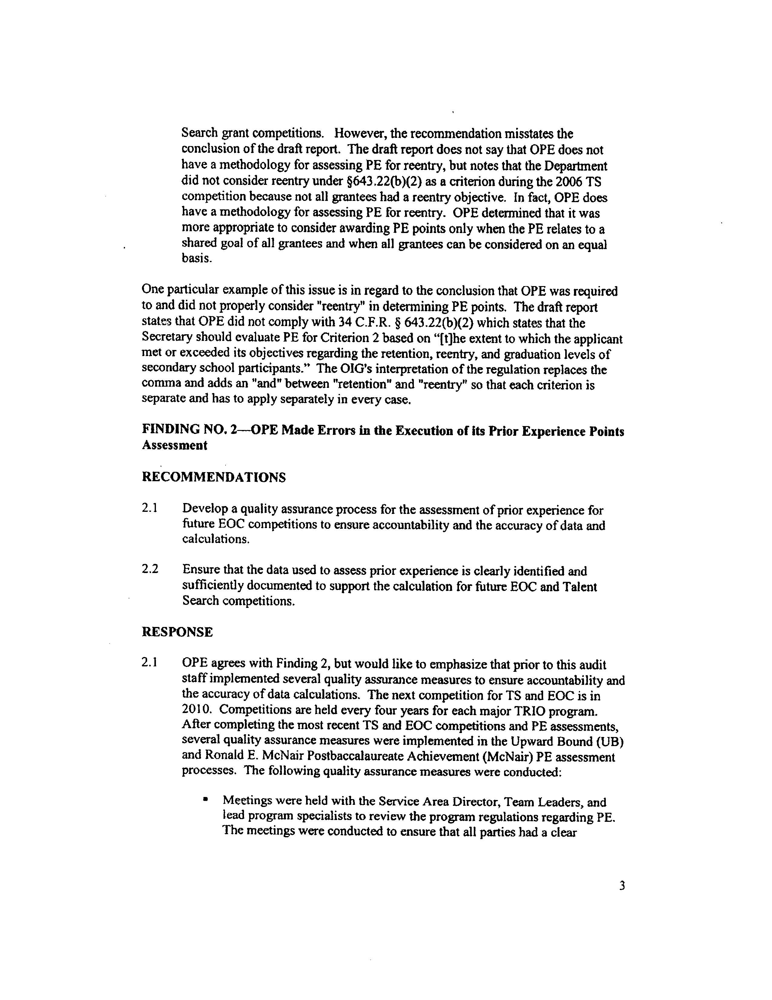 Search grant competitions. However, the recommendation misstates the
conclusion of the draft report. The draft report does not say that OPE does not
have a methodology for assessing PE for reentry, but notes that the Department
did not consider reentry under §643.22(b)(2) as a criterion during the 2006 TS
competition because not all grantees had a reentry objective. In fact, OPE does
have a methodology for assessing PE for reentry. OPE determined that it was
more appropriate to consider awarding PE points only when the PE relates to a
shared goal of all grantees and when all grantees can be considered on an equal
basis.
One particular example of this issue is in regard to the conclusion that OPE was required
to and did not properly consider "reentry" in determining PE points. The draft report
states that OPE did not comply with 34 C.F.R. § 643.22(b)(2) which states that the
Secretary should evaluate PE for Criterion 2 based on “[t]he extent to which the applicant
met or exceeded its objectives regarding the retention, reentry, and graduation levels of
secondary school participants.” The OIG's interpretation of the regulation replaces the
comma and adds an "and" between "retention" and "reentry" so that each criterion is
separate and has to apply separately in every case.
FINDING NO. 2—OPE Made Errors in the Execution of its Prior Experience Points
Assessment
RECOMMENDATIONS
2.1 Develop a quality assurance process for the assessment of prior experience for
future EOC competitions to ensure accountability and the accuracy of data and
calculations.
2.2 Ensure that the data used to assess prior experience is clearly identified and
sufficiently documented to support the calculation for future EOC and Talent
Search competitions.
RESPONSE
2.1 OPE agrees with Finding 2, but would like to emphasize that prior to this audit
staff implemented several quality assurance measures to ensure accountability and
the accuracy of data calculations. The next competition for TS and EOC is in
2010. Competitions are held every four years for each major TRIO program.
After completing the most recent TS and EOC competitions and PE assessments,
several quality assurance measures were implemented in the Upward Bound (UB)
and Ronald E. McNair Postbaccalaureate Achievement (McNair) PE assessment
processes. The following quality assurance measures were conducted:
▪ Meetings were held with the Service Area Director, Team Leaders, and
lead program specialists to review the program regulations regarding PE.
The meetings were conducted to ensure that all parties had a clear
3